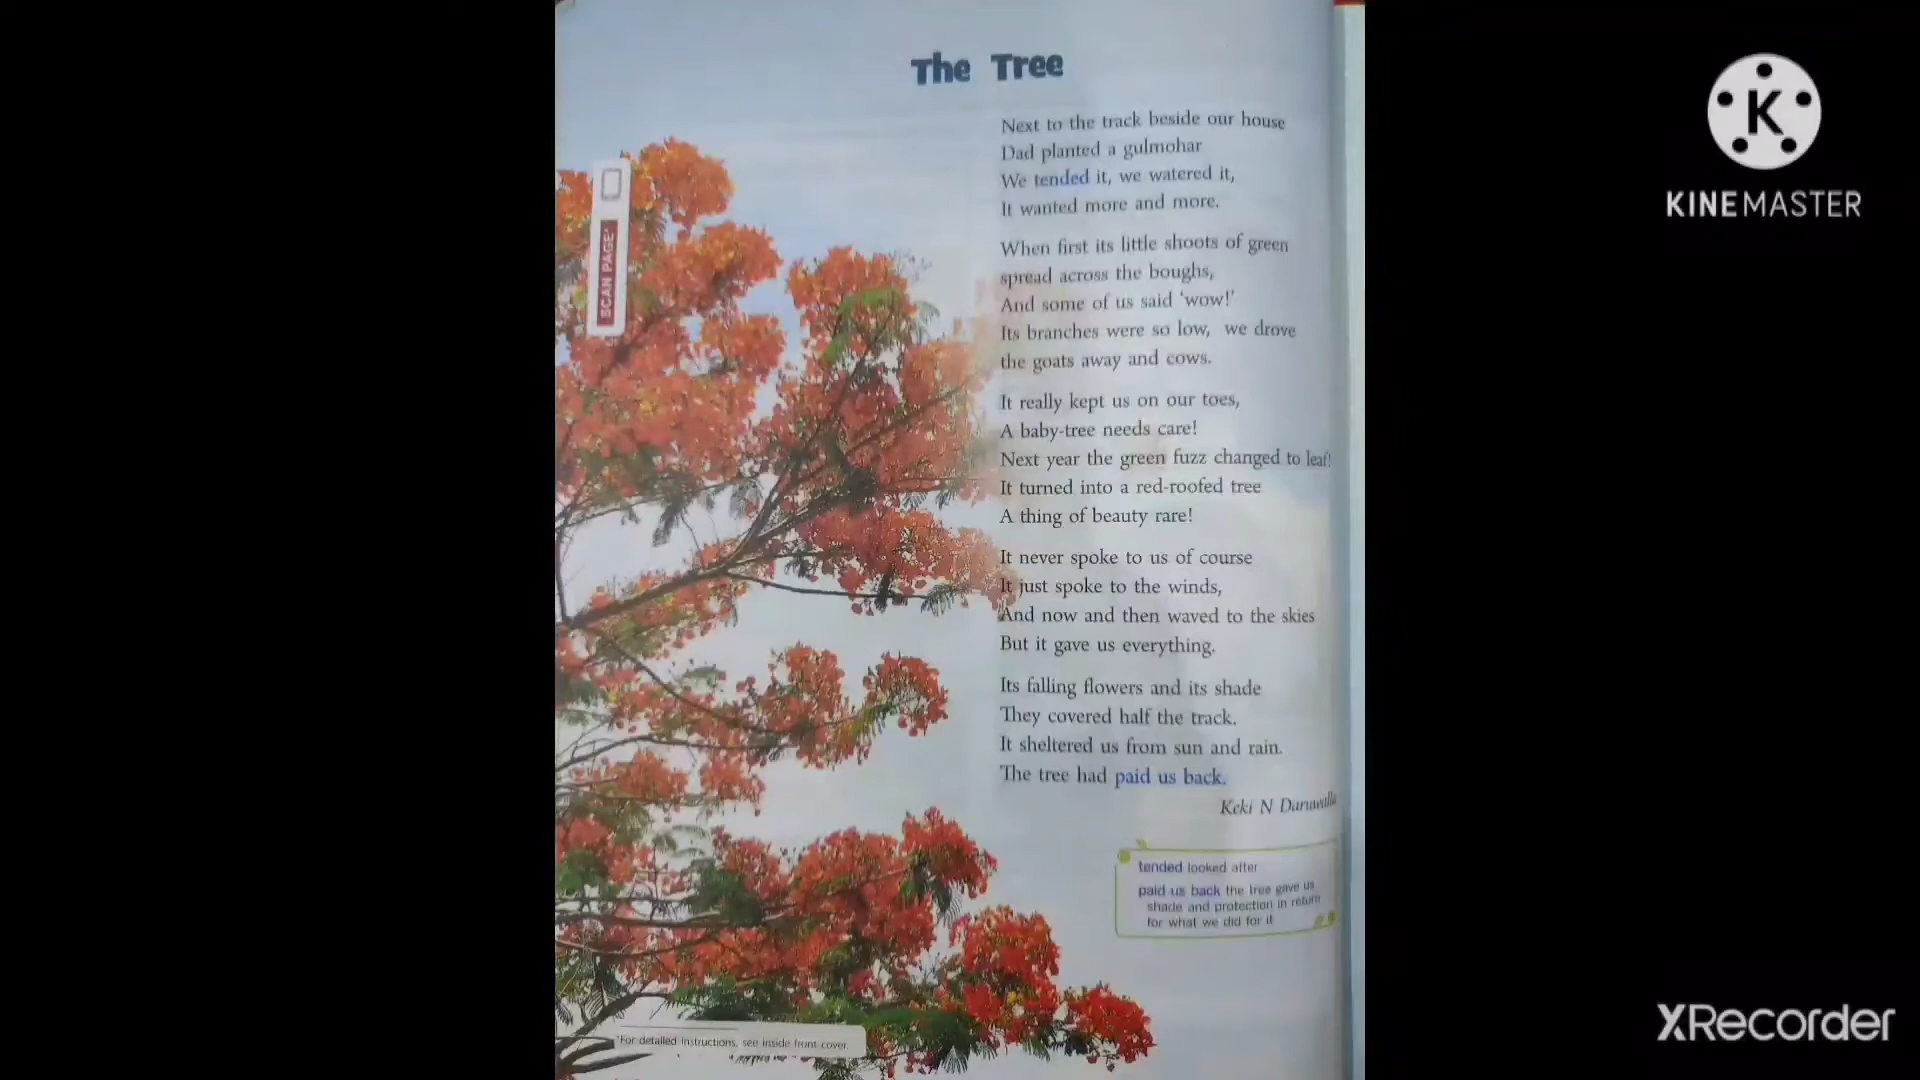 The Tree
Next to the track beside our house
Dad planted a gulmohar
We tended it, we watered it,
It wanted more and more.
When first its little shoots of green
spread across the boughs,
And some of us said ‘wow!’
Its branches were so low, we drove
the goats away and cows.
It really kept us on our toes,
A baby-tree needs care!
Next year the green fuzz changed to leaf!
It turned into a red-roofed tree
A thing of beauty rare!
It never spoke to us of course
It just spoke to the winds,
And now and then waved to the skies
But it gave us everything.
Its falling flowers and its shade
They covered half the track.
It sheltered us from sun and rain.
The tree had paid us back.
Keki N Daruwalla
tended looked after
paid us back the tree gave us
shade and protection in return
for what we did for it
SCAN PAGE*
*For detailed instructions, see inside front cover.
K
KINEMASTER
XRecorder